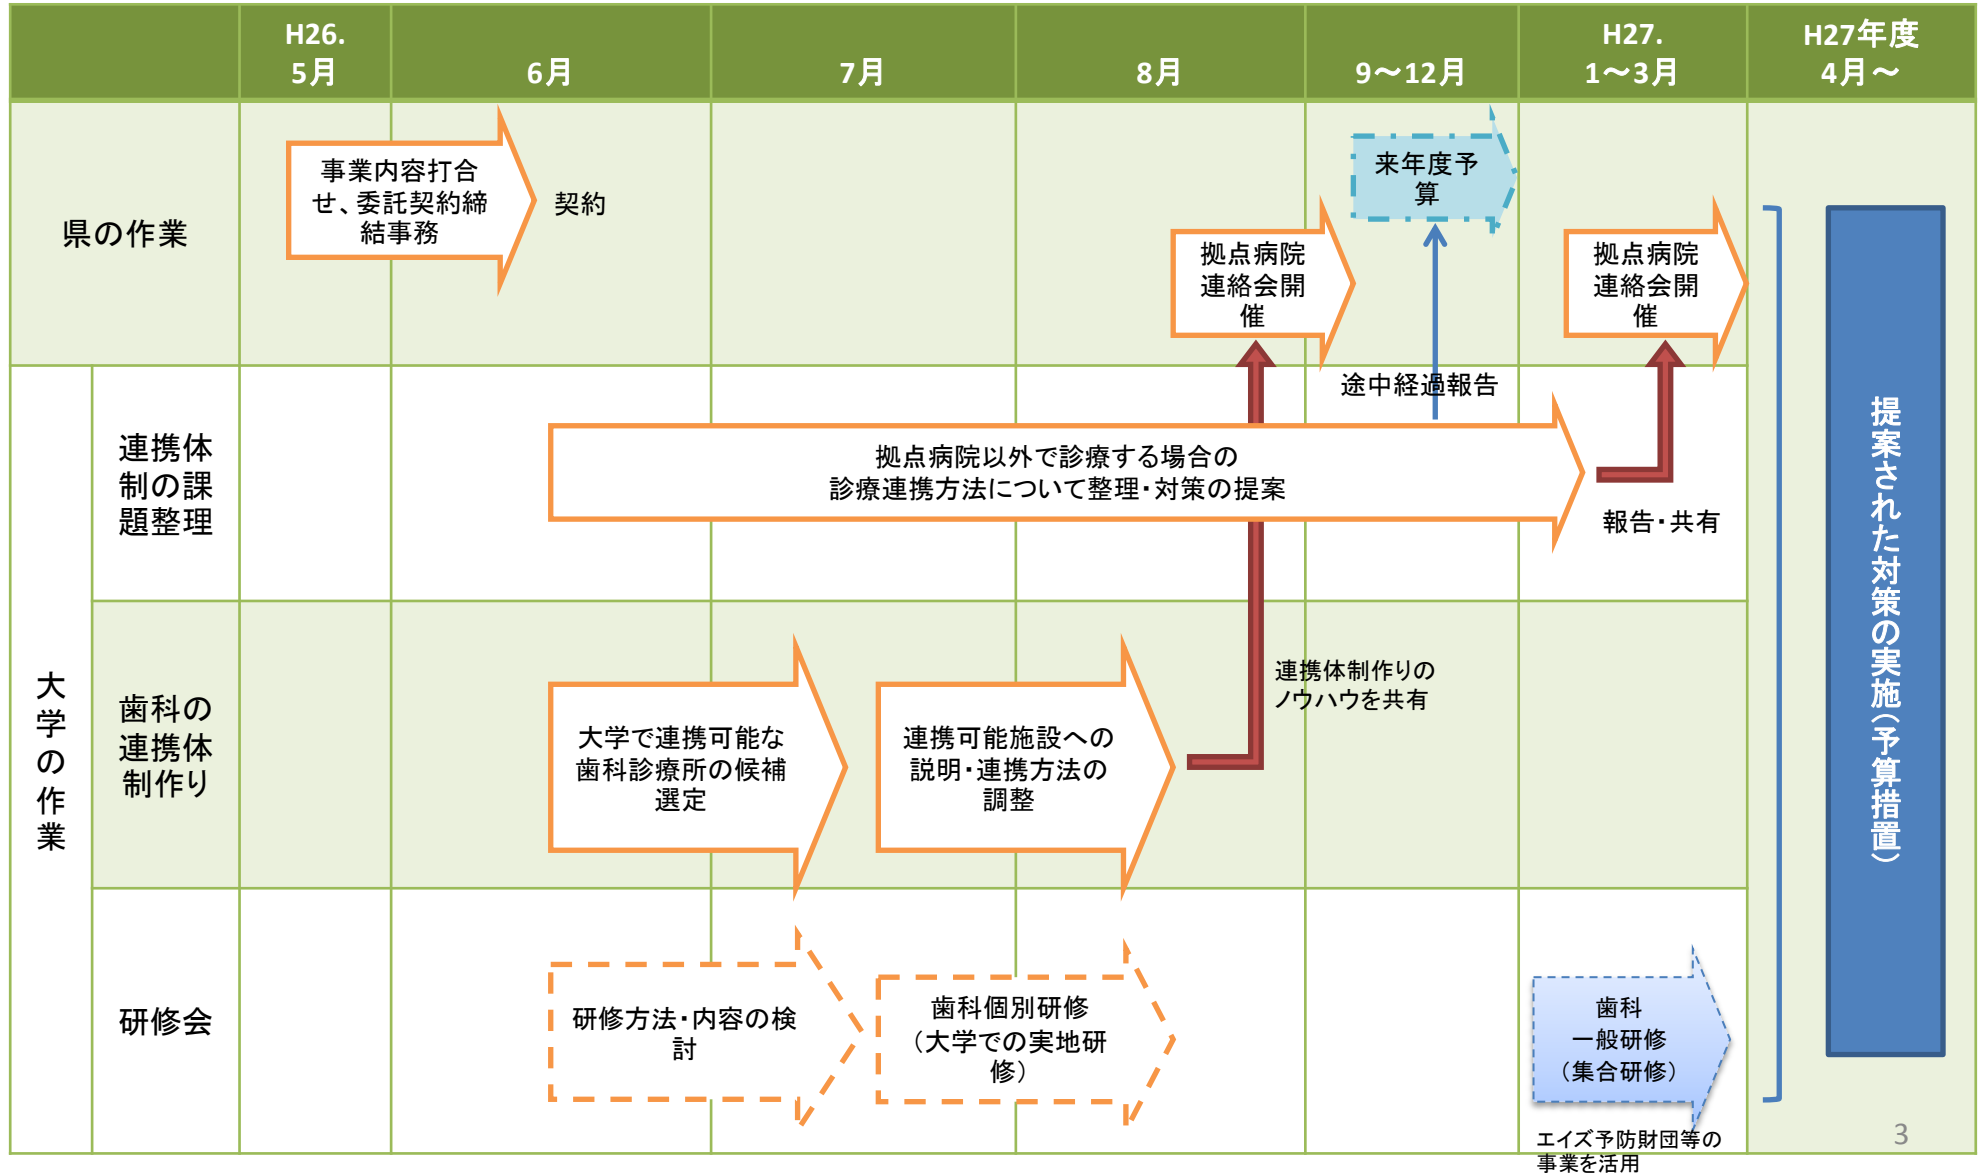 H26.
5月
6月
7月
8月
9～12月
H27.
1～3月
H27年度
4月～
県の作業
事業内容打合
せ、委託契約締
結事務
契約
拠点病院
連絡会開
催
来年度予
算
拠点病院
連絡会開
催
大学の作業
連携体
制の課
題整理
途中経過報告
拠点病院以外で診療する場合の
診療連携方法について整理・対策の提案
報告・共有
歯科の
連携体
制作り
大学で連携可能な
歯科診療所の候補
選定
連携可能施設への
説明・連携方法の
調整
連携体制作りの
ノウハウを共有
研修会
研修方法・内容の検
討
歯科個別研修
（大学での実地研
修）
歯科
一般研修
（集合研修）
エイズ予防財団等の
事業を活用
提案された対策の実施（予算措置）
3